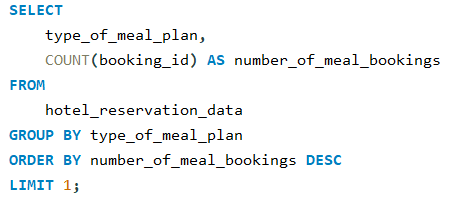 SELECT
    type_of_meal_plan,
    COUNT(booking_id) AS number_of_meal_bookings
FROM
    hotel_reservation_data
GROUP BY type_of_meal_plan
ORDER BY number_of_meal_bookings DESC
LIMIT 1;